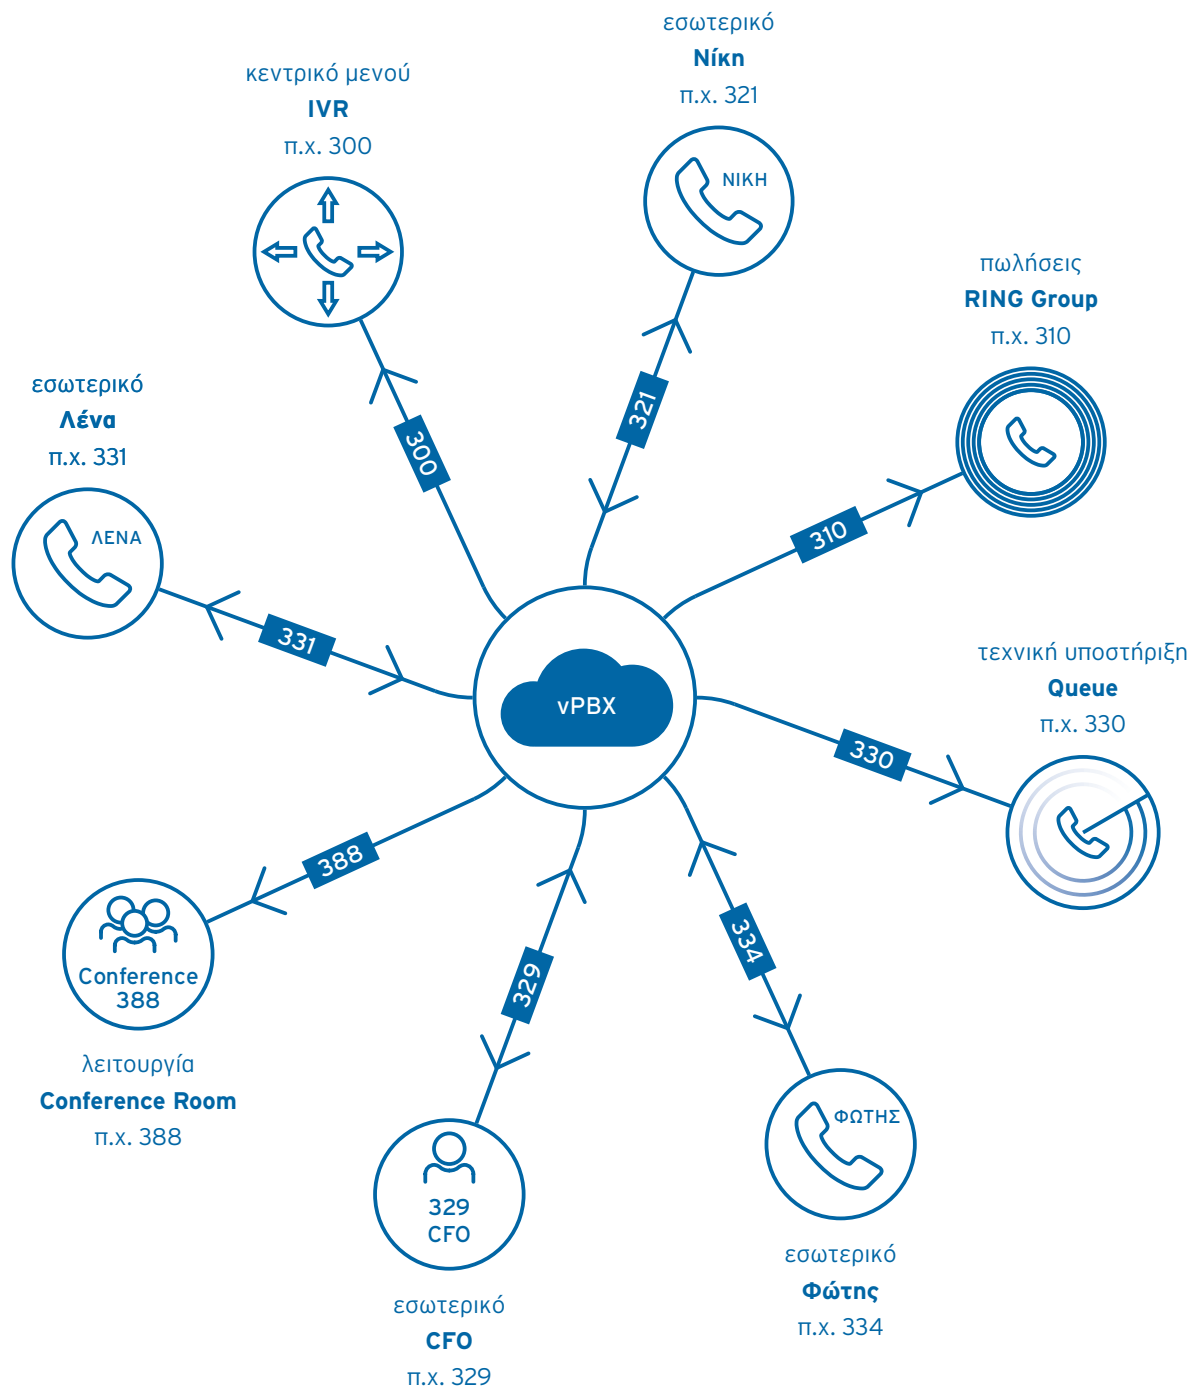 εσωτερικό
Νίκη
π.χ. 321
ΝΙΚΗ
321
κεντρικό μενού
IVR
π.χ. 300
300
πωλήσεις
RING Group
π.χ. 310
310
εσωτερικό
Λένα
π.χ. 331
ΛΕΝΑ
331
vPBX
τεχνική υποστήριξη
Queue
π.χ. 330
330
388
Conference
388
λειτουργία
Conference Room
π.χ. 388
329
329
CFO
εσωτερικό
CFO
π.χ. 329
334
ΦΩΤΗΣ
εσωτερικό
Φώτης
π.χ. 334